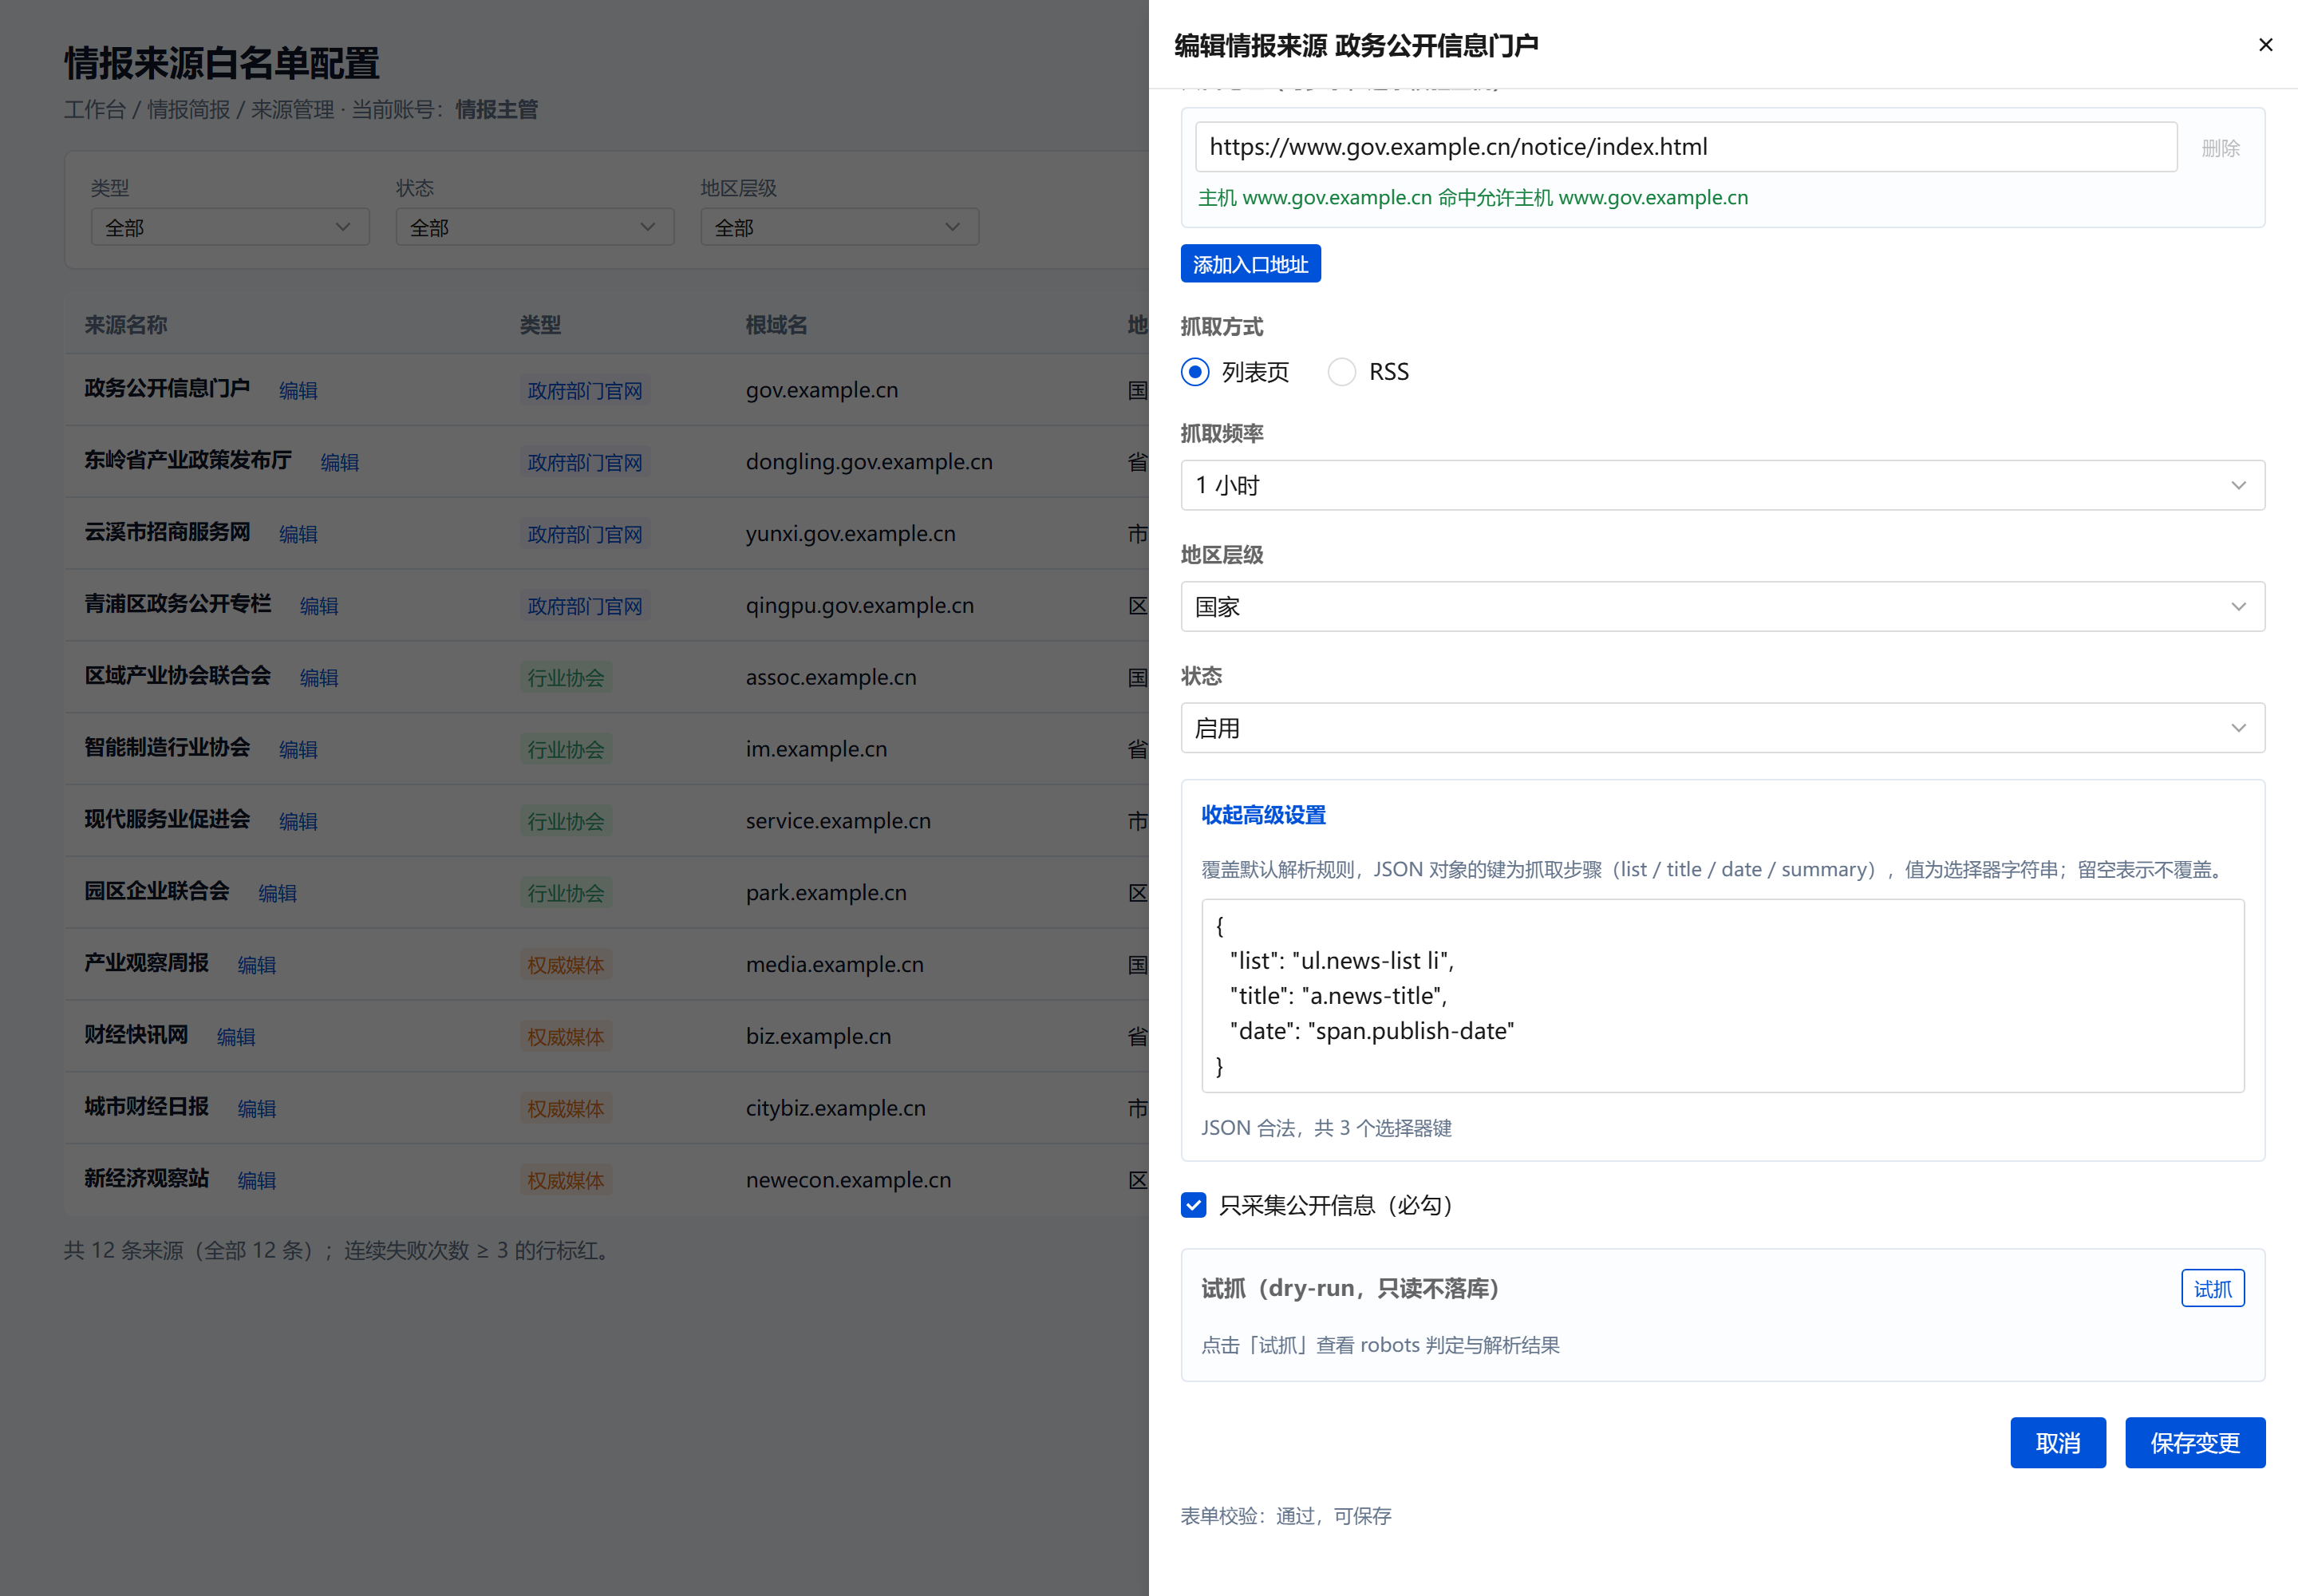 情报来源白名单配置
工作台 / 情报简报 / 来源管理 · 当前账号：情报主管
类型
状态
地区层级
全部
全部
全部
来源名称
类型
根域名
地
政务公开信息门户 编辑 政府部门官网 gov.example.cn 国
东岭省产业政策发布厅 编辑 政府部门官网 dongling.gov.example.cn 省
云溪市招商服务网 编辑 政府部门官网 yunxi.gov.example.cn 市
青浦区政务公开专栏 编辑 政府部门官网 qingpu.gov.example.cn 区
区域产业协会联合会 编辑 行业协会 assoc.example.cn 国
智能制造行业协会 编辑 行业协会 im.example.cn 省
现代服务业促进会 编辑 行业协会 service.example.cn 市
园区企业联合会 编辑 行业协会 park.example.cn 区
产业观察周报 编辑 权威媒体 media.example.cn 国
财经快讯网 编辑 权威媒体 biz.example.cn 省
城市财经日报 编辑 权威媒体 citybiz.example.cn 市
新经济观察站 编辑 权威媒体 newecon.example.cn 区
共 12 条来源（全部 12 条）；连续失败次数 ≥ 3 的行标红。
编辑情报来源 政务公开信息门户
https://www.gov.example.cn/notice/index.html
删除
主机 www.gov.example.cn 命中允许主机 www.gov.example.cn
添加入口地址
抓取方式
列表页
RSS
抓取频率
1 小时
地区层级
国家
状态
启用
收起高级设置
覆盖默认解析规则，JSON 对象的键为抓取步骤（list / title / date / summary），值为选择器字符串；留空表示不覆盖。
{
"list": "ul.news-list li",
"title": "a.news-title",
"date": "span.publish-date"
}
JSON 合法，共 3 个选择器键
只采集公开信息（必勾）
试抓（dry-run，只读不落库）
试抓
点击「试抓」查看 robots 判定与解析结果
取消
保存变更
表单校验：通过，可保存